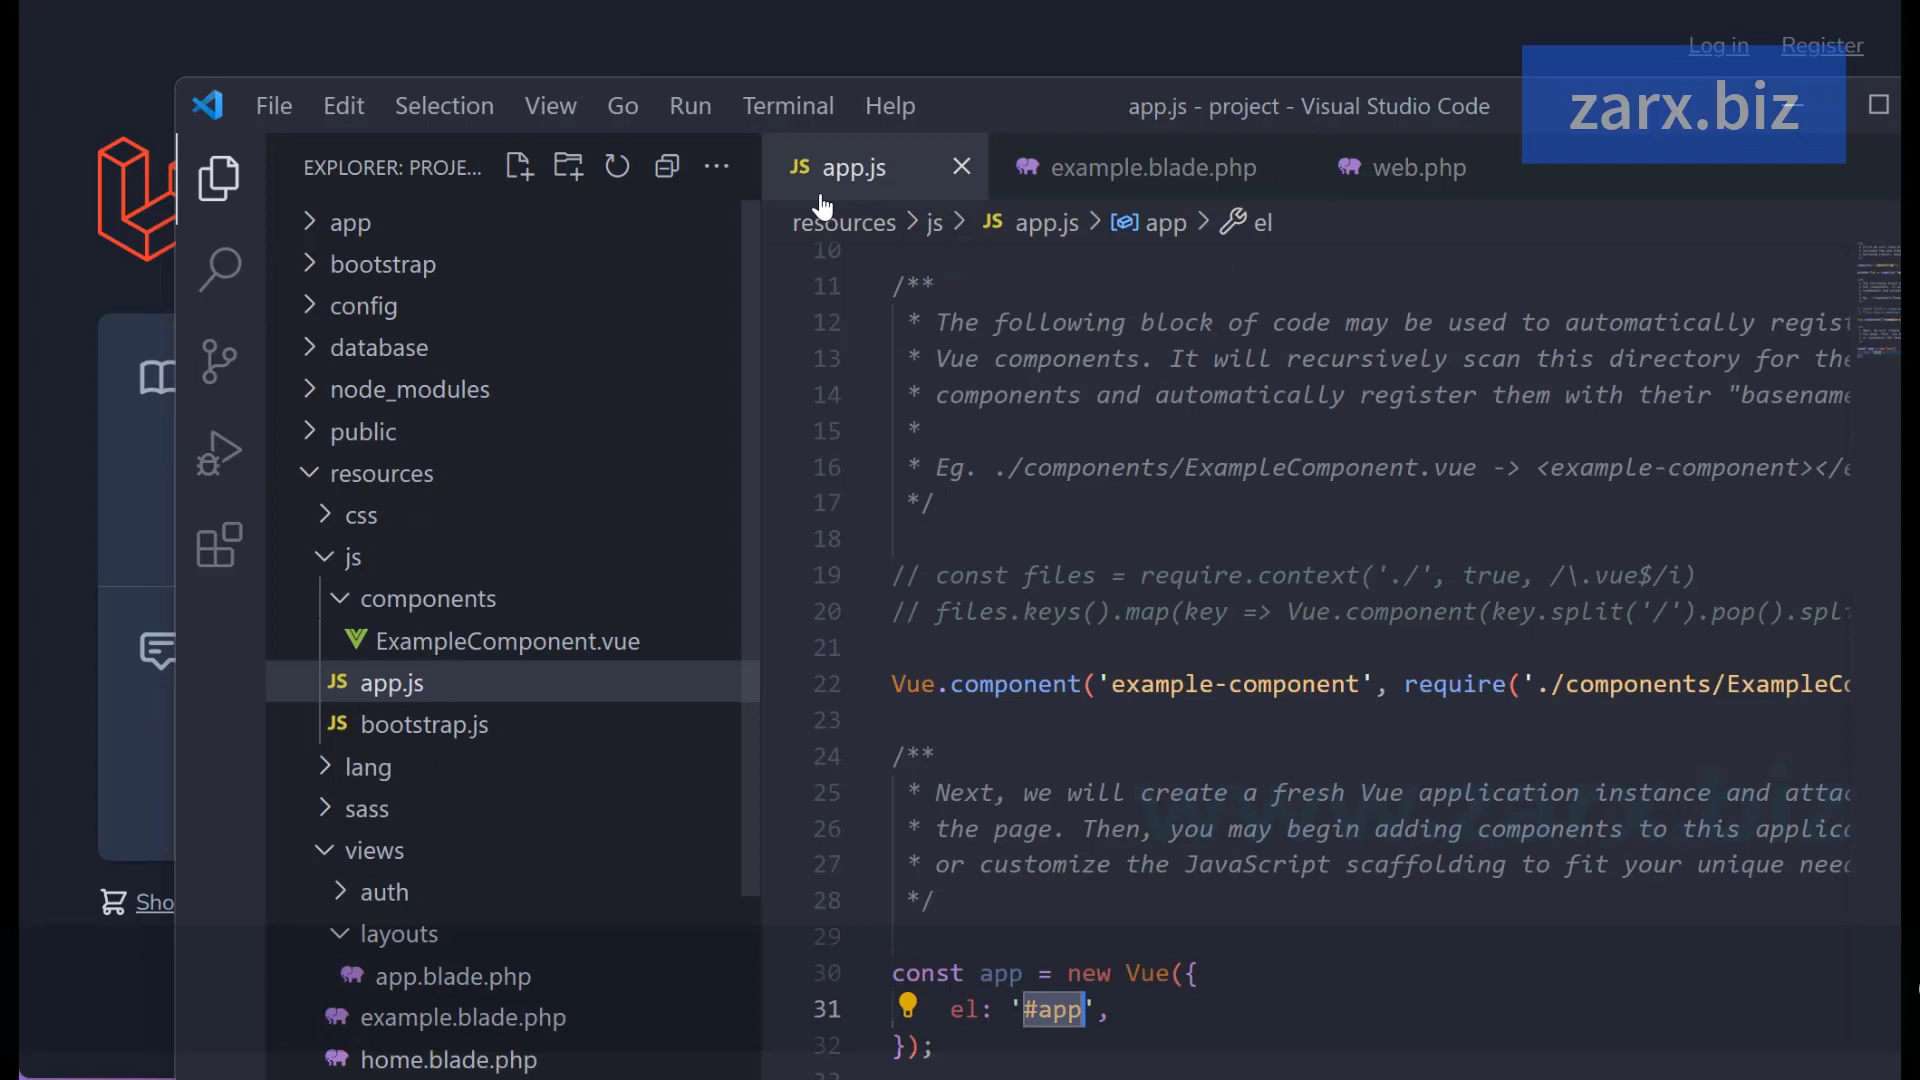 Log in Register
File Edit Selection View Go Run Terminal Help app.js - project - Visual Studio Code
zarx.biz
EXPLORER: PROJE...
JS app.js example.blade.php web.php
resources > js > JS app.js > app > el
app
bootstrap
config
database
node_modules
public
resources
css
js
components
ExampleComponent.vue
JS app.js
JS bootstrap.js
lang
sass
views
auth
layouts
app.blade.php
example.blade.php
home.blade.php
Sho
10
11 /**
12 * The following block of code may be used to automatically regist
13 * Vue components. It will recursively scan this directory for the
14 * components and automatically register them with their "basename
15 *
16 * Eg. ./components/ExampleComponent.vue -> <example-component></e
17 */
18
19 // const files = require.context('./', true, /\.vue$/i)
20 // files.keys().map(key => Vue.component(key.split('/').pop().spli
21
22 Vue.component('example-component', require('./components/ExampleCo
23
24 /**
25 * Next, we will create a fresh Vue application instance and attac
26 * the page. Then, you may begin adding components to this applica
27 * or customize the JavaScript scaffolding to fit your unique need
28 */
29
30 const app = new Vue({
31 el: '#app',
32 });